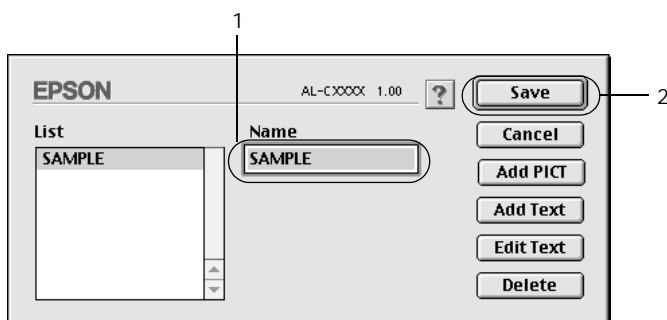 1
EPSON
AL-CXXXX 1.00
?
Save
2
List
Name
Cancel
SAMPLE
SAMPLE
Add PICT
Add Text
Edit Text
Delete